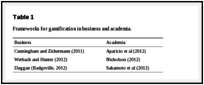 Table 1
Frameworks for gamification in business and academia.
Business Academia
Cunningham and Zichermann (2011) Aparicio et al (2012)
Werbach and Hunter (2012) Nicholson (2012)
Duggan (Badgeville, 2012) Sakamoto et al (2012)